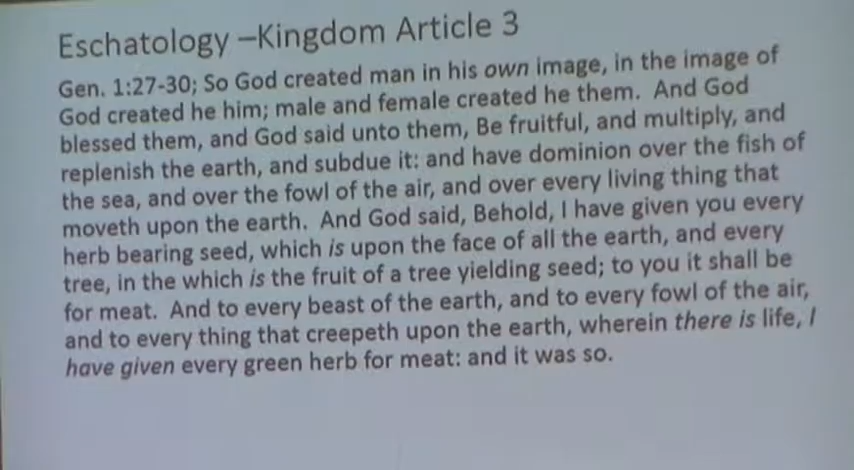 Eschatology –Kingdom Article 3
Gen. 1:27-30; So God created man in his own image, in the image of
God created he him; male and female created he them.  And God
blessed them, and God said unto them, Be fruitful, and multiply, and
replenish the earth, and subdue it: and have dominion over the fish of
the sea, and over the fowl of the air, and over every living thing that
moveth upon the earth.  And God said, Behold, I have given you every
herb bearing seed, which is upon the face of all the earth, and every
tree, in the which is the fruit of a tree yielding seed; to you it shall be
for meat.  And to every beast of the earth, and to every fowl of the air,
and to every thing that creepeth upon the earth, wherein there is life, I
have given every green herb for meat: and it was so.